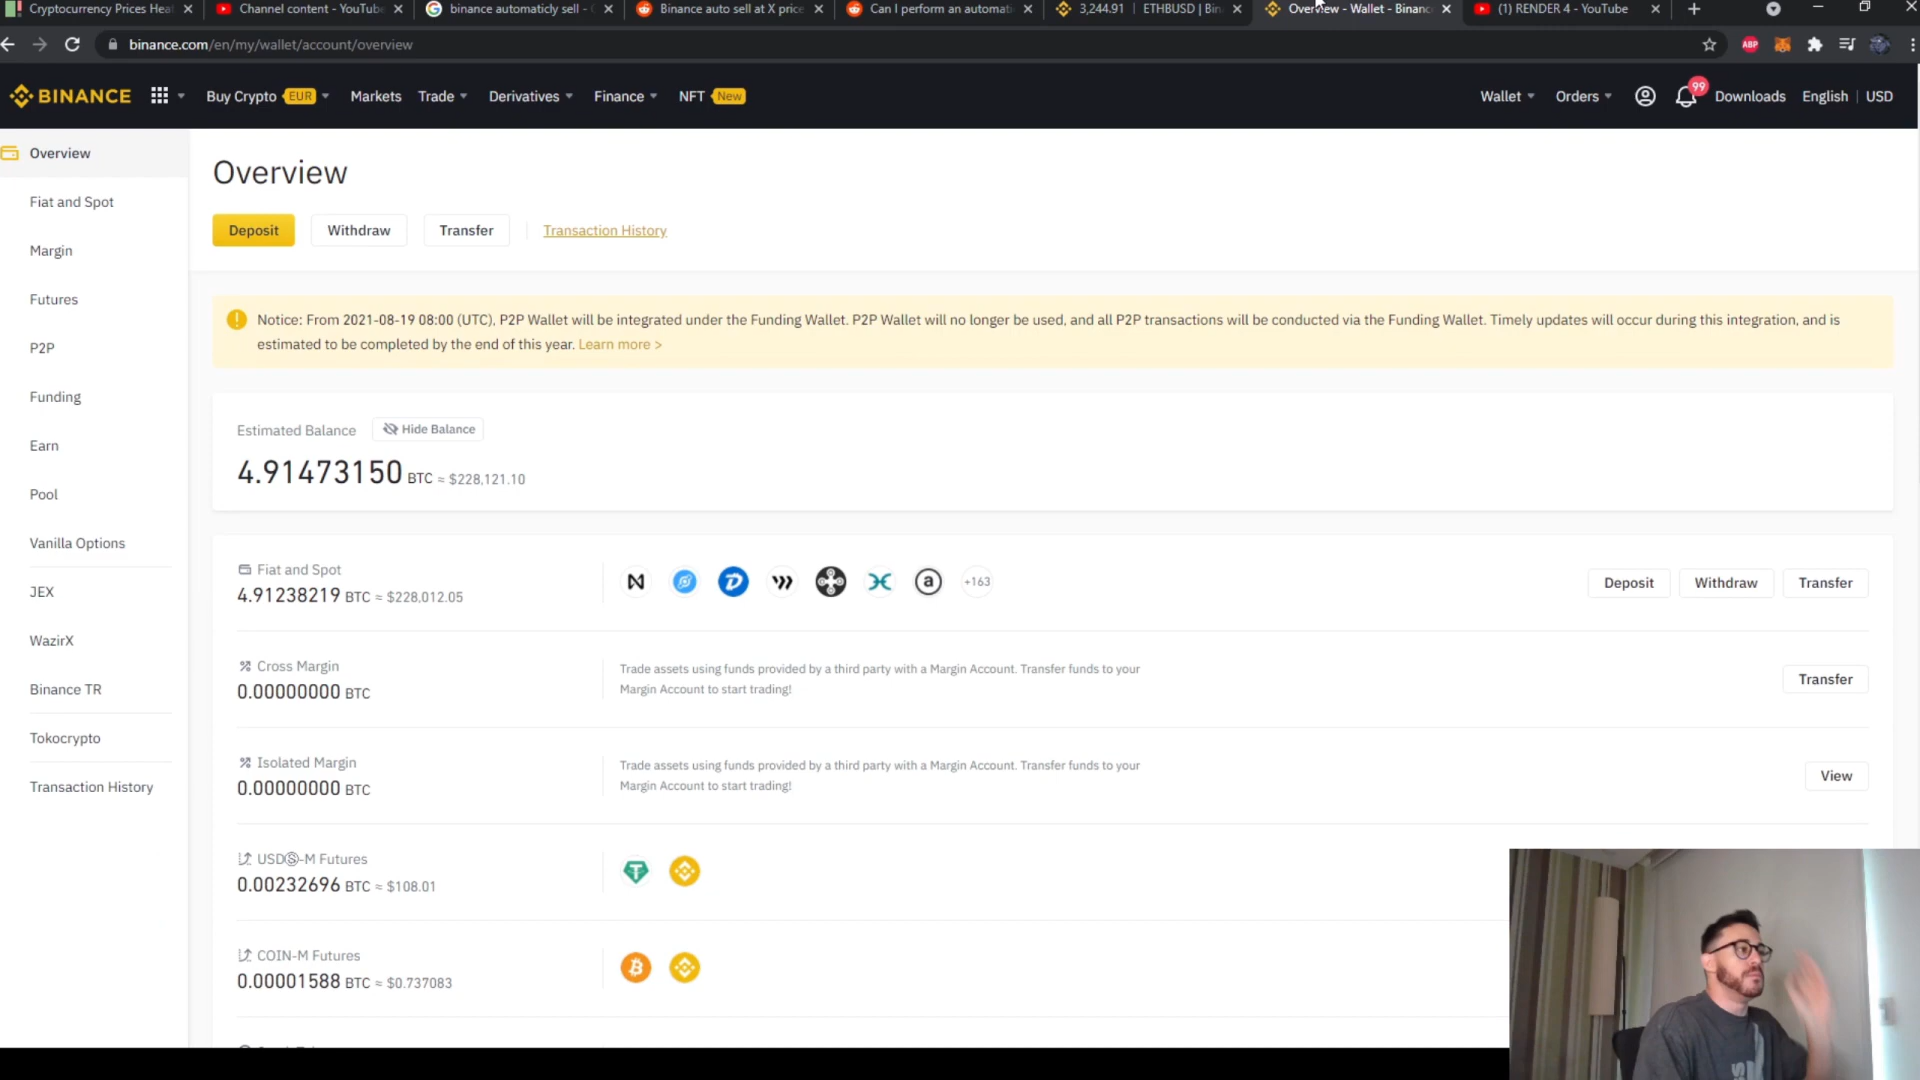 Cryptocurrency Prices Hea
Channel content - YouTube
binance automaticly sell -
Binance auto sell at X price
Can I perform an automati
3,244.91 | ETHBUSD | Bin
Overview - Wallet - Binanc
(1) RENDER 4 - YouTube
binance.com/en/my/wallet/account/overview
ABP
BINANCE
Buy Crypto EUR
Markets
Trade
Derivatives
Finance
NFT New
Wallet
Orders
99
Downloads
English | USD
Overview
Fiat and Spot
Margin
Futures
P2P
Funding
Earn
Pool
Vanilla Options
JEX
WazirX
Binance TR
Tokocrypto
Transaction History
Overview
Deposit
Withdraw
Transfer
Transaction History
Notice: From 2021-08-19 08:00 (UTC), P2P Wallet will be integrated under the Funding Wallet. P2P Wallet will no longer be used, and all P2P transactions will be conducted via the Funding Wallet. Timely updates will occur during this integration, and is
estimated to be completed by the end of this year. Learn more >
Estimated Balance
Hide Balance
4.91473150 BTC ≈ $228,121.10
Fiat and Spot
4.91238219 BTC ≈ $228,012.05
+163
Deposit
Withdraw
Transfer
Cross Margin
0.00000000 BTC
Trade assets using funds provided by a third party with a Margin Account. Transfer funds to your
Margin Account to start trading!
Transfer
Isolated Margin
0.00000000 BTC
Trade assets using funds provided by a third party with a Margin Account. Transfer funds to your
Margin Account to start trading!
View
USDⓈ-M Futures
0.00232696 BTC ≈ $108.01
COIN-M Futures
0.00001588 BTC ≈ $0.737083